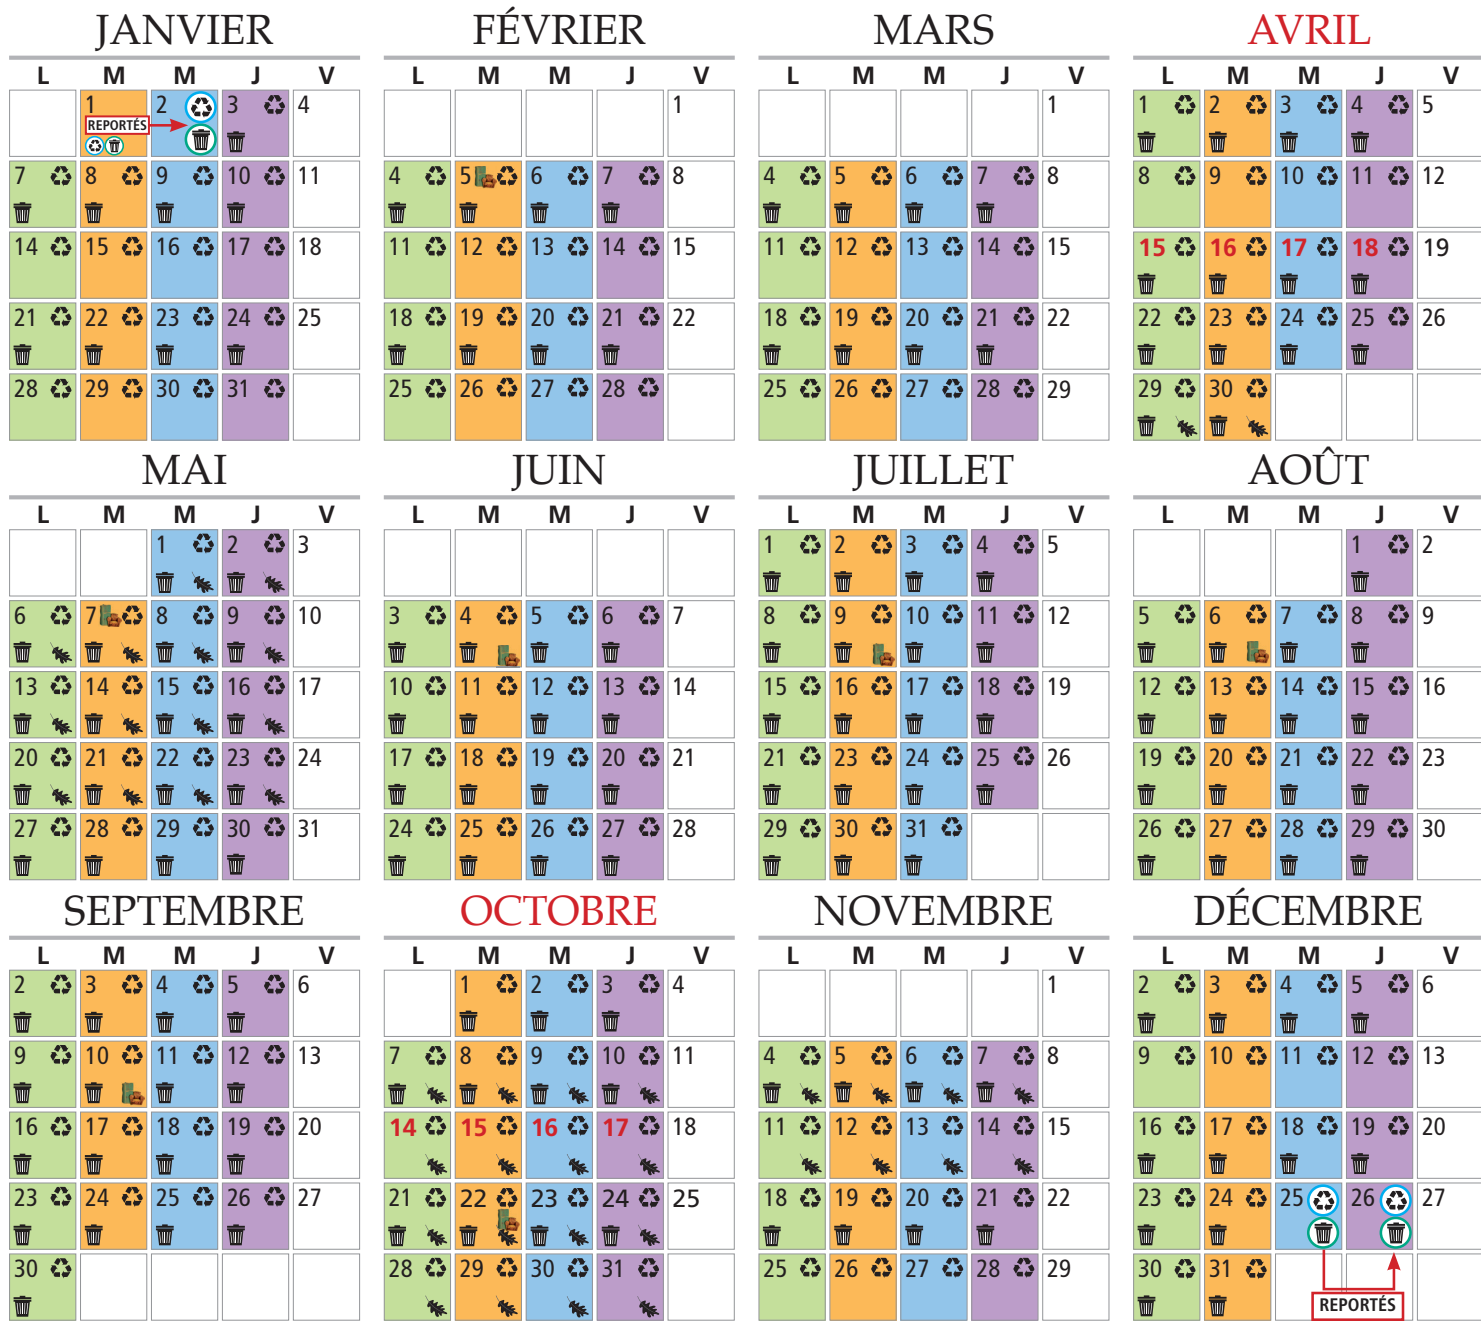 JANVIER FÉVRIER MARS AVRIL
L M M J V L M M J V L M M J V L M M J V
1 2 3 4 1 1 1 2 3 4 5
REPORTÉS
7 8 9 10 11 4 5 6 7 8 4 5 6 7 8 8 9 10 11 12
14 15 16 17 18 11 12 13 14 15 11 12 13 14 15 15 16 17 18 19
21 22 23 24 25 18 19 20 21 22 18 19 20 21 22 22 23 24 25 26
28 29 30 31 25 26 27 28 25 26 27 28 29 29 30
MAI JUIN JUILLET AOÛT
L M M J V L M M J V L M M J V L M M J V
1 2 3 1 2 3 4 5 1 2
6 7 8 9 10 3 4 5 6 7 8 9 10 11 12 5 6 7 8 9
13 14 15 16 17 10 11 12 13 14 15 16 17 18 19 12 13 14 15 16
20 21 22 23 24 17 18 19 20 21 21 23 24 25 26 19 20 21 22 23
27 28 29 30 31 24 25 26 27 28 29 30 31 26 27 28 29 30
SEPTEMBRE OCTOBRE NOVEMBRE DÉCEMBRE
L M M J V L M M J V L M M J V L M M J V
2 3 4 5 6 1 2 3 4 1 2 3 4 5 6
9 10 11 12 13 7 8 9 10 11 4 5 6 7 8 9 10 11 12 13
16 17 18 19 20 14 15 16 17 18 11 12 13 14 15 16 17 18 19 20
23 24 25 26 27 21 22 23 24 25 18 19 20 21 22 23 24 25 26 27
30 28 29 30 31 25 26 27 28 29 30 31
REPORTÉS